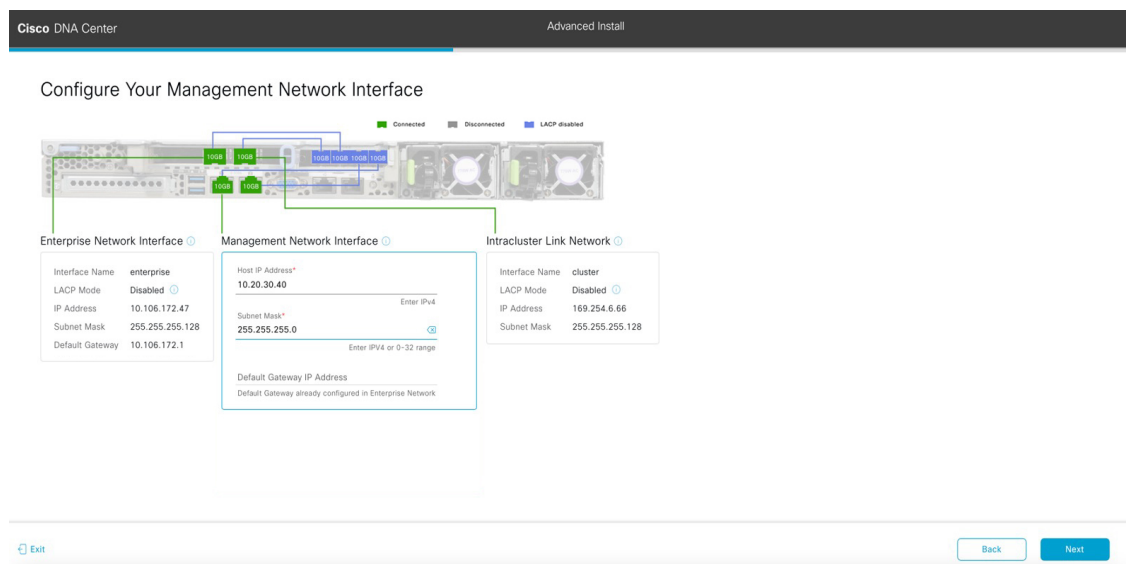 Cisco DNA Center
Advanced Install
Configure Your Management Network Interface
Connected
Disconnected
LACP disabled
10GB 10GB 10GB 10GB 10GB 10GB
10GB 10GB
Enterprise Network Interface
Interface Name enterprise
LACP Mode Disabled
IP Address 10.106.172.47
Subnet Mask 255.255.255.128
Default Gateway 10.106.172.1
Management Network Interface
Host IP Address*
10.20.30.40
Enter IPv4
Subnet Mask*
255.255.255.0
Enter IPV4 or 0-32 range
Default Gateway IP Address
Default Gateway already configured in Enterprise Network
Intracluster Link Network
Interface Name cluster
LACP Mode Disabled
IP Address 169.254.6.66
Subnet Mask 255.255.255.128
Exit
Back
Next